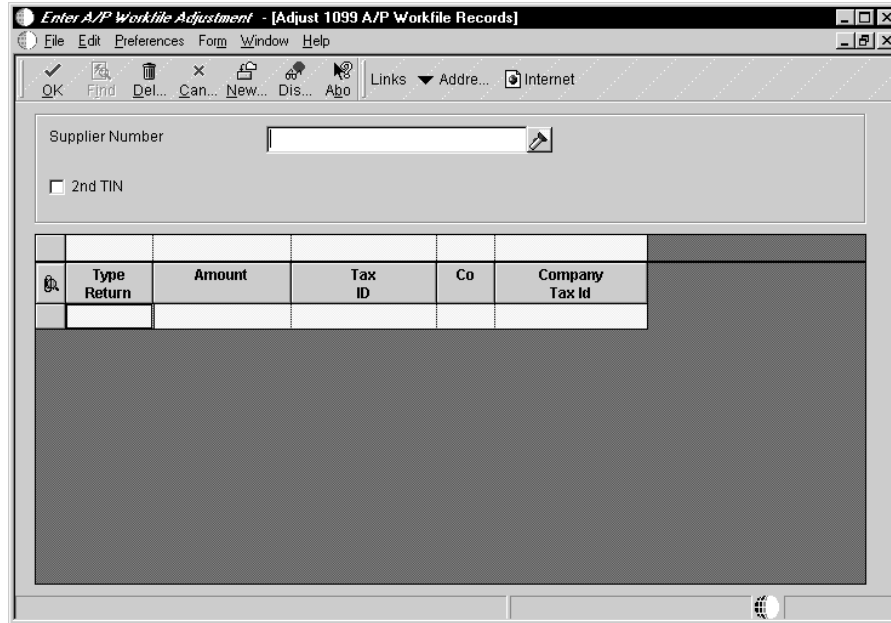 Enter A/P Workfile Adjustment - [Adjust 1099 A/P Workfile Records]
File Edit Preferences Form Window Help
OK Find Del... Can... New... Dis... Abo Links Addre... Internet
Supplier Number
2nd TIN
Type Return Amount Tax ID Co Company Tax Id